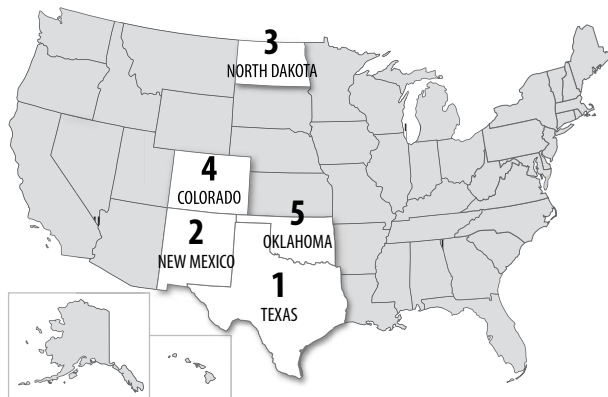 3
NORTH DAKOTA
4
COLORADO
5
OKLAHOMA
2
NEW MEXICO
1
TEXAS